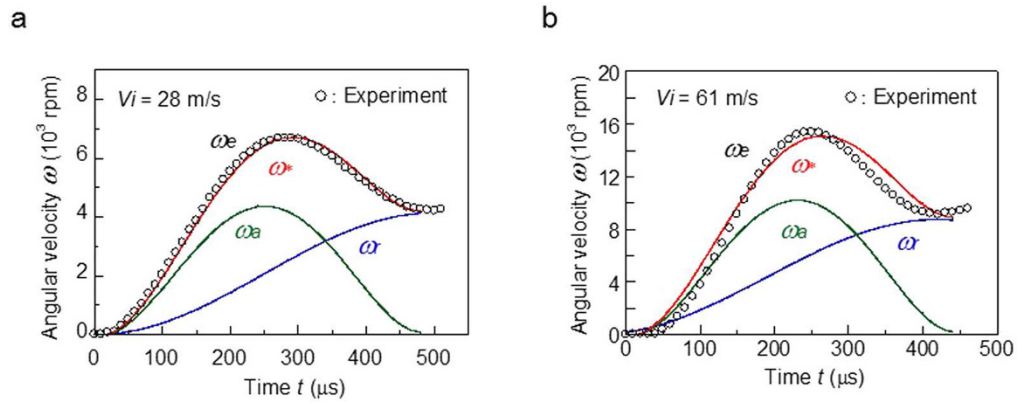 a
b
Vi = 28 m/s
: Experiment
ωe
ω*
ωa
ωr
Angular velocity ω (10³ rpm)
8
6
4
2
0
0 100 200 300 400 500
Time t (μs)
Vi = 61 m/s
: Experiment
ωe
ω*
ωa
ωr
Angular velocity ω (10³ rpm)
20
16
12
8
4
0
0 100 200 300 400 500
Time t (μs)